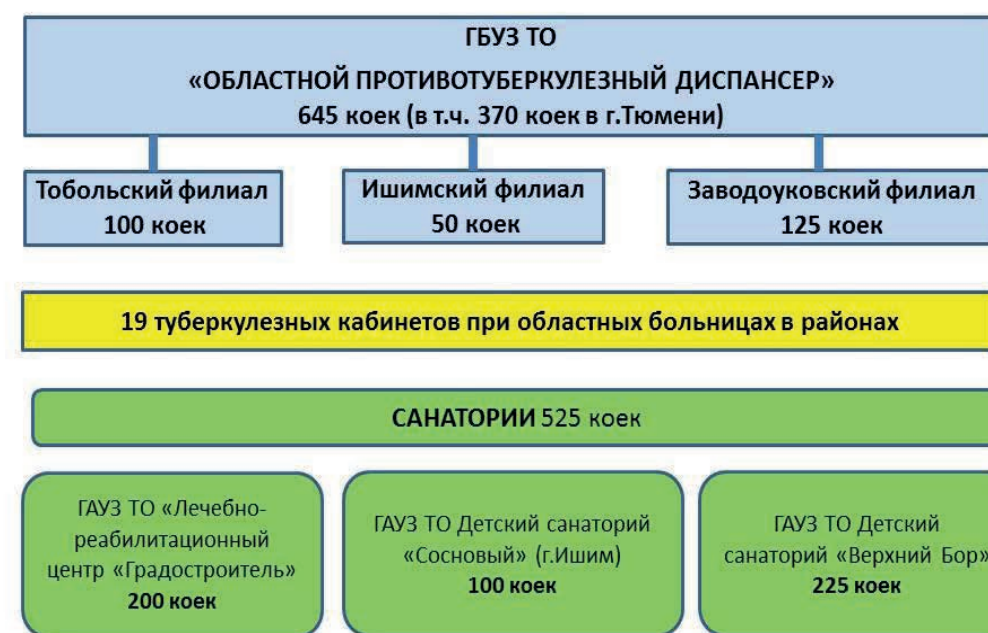 ГБУЗ ТО
«ОБЛАСТНОЙ ПРОТИВОТУБЕРКУЛЕЗНЫЙ ДИСПАНСЕР»
645 коек (в т.ч. 370 коек в г.Тюмени)
Тобольский филиал
100 коек
Ишимский филиал
50 коек
Заводоуковский филиал
125 коек
19 туберкулезных кабинетов при областных больницах в районах
САНАТОРИИ 525 коек
ГАУЗ ТО «Лечебно-
реабилитационный
центр «Градостроитель»
200 коек
ГАУЗ ТО Детский санаторий
«Сосновый» (г.Ишим)
100 коек
ГАУЗ ТО Детский
санаторий «Верхний Бор»
225 коек